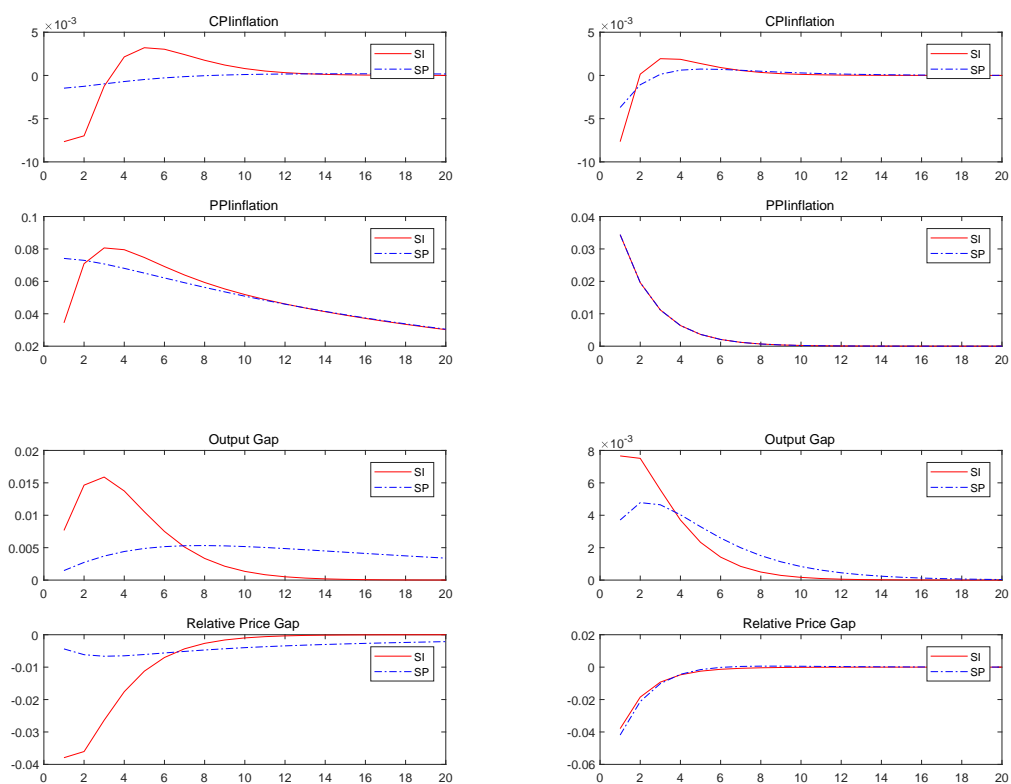 CPIinflation
×10-3
5
0
-5
-10
0 2 4 6 8 10 12 14 16 18 20
SI
SP
CPIinflation
×10-3
5
0
-5
-10
0 2 4 6 8 10 12 14 16 18 20
SI
SP
PPIinflation
0.1
0.08
0.06
0.04
0.02
0 2 4 6 8 10 12 14 16 18 20
SI
SP
PPIinflation
0.04
0.03
0.02
0.01
0
0 2 4 6 8 10 12 14 16 18 20
SI
SP
Output Gap
0.02
0.015
0.01
0.005
0
0 2 4 6 8 10 12 14 16 18 20
SI
SP
Output Gap
×10-3
8
6
4
2
0
0 2 4 6 8 10 12 14 16 18 20
SI
SP
Relative Price Gap
0
-0.01
-0.02
-0.03
-0.04
0 2 4 6 8 10 12 14 16 18 20
SI
SP
Relative Price Gap
0.02
0
-0.02
-0.04
-0.06
0 2 4 6 8 10 12 14 16 18 20
SI
SP